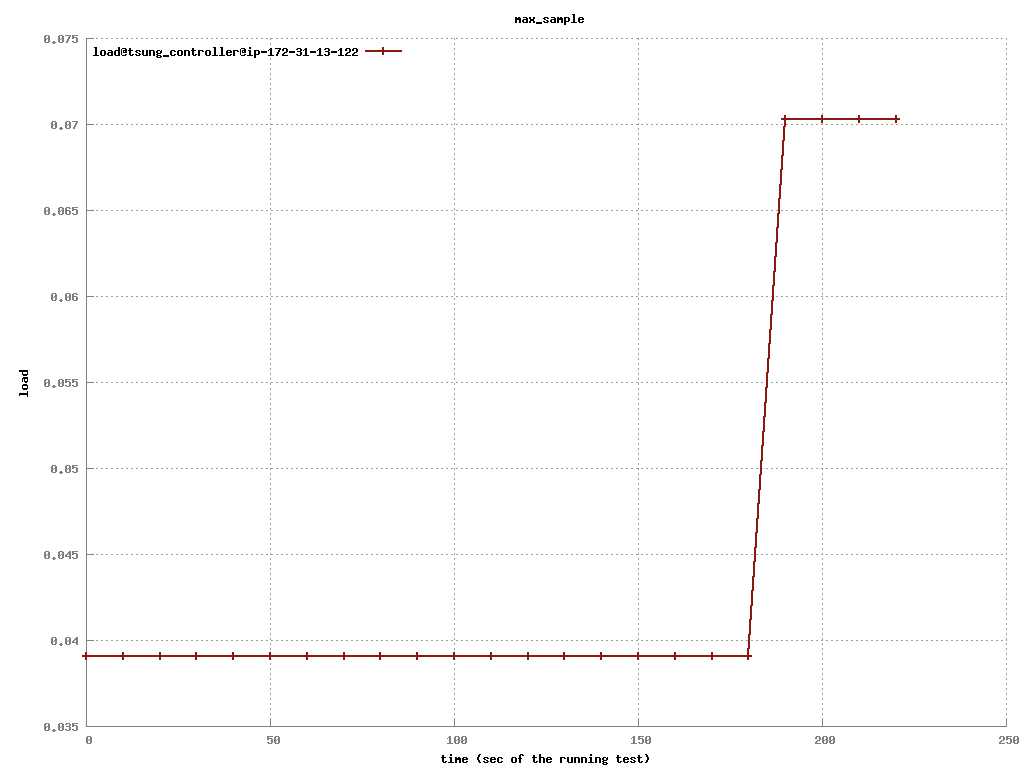 max_sample
load@tsung_controller@ip-172-31-13-122
0.075
0.07
0.065
0.06
0.055
0.05
0.045
0.04
0.035
load
0 50 100 150 200 250
time (sec of the running test)